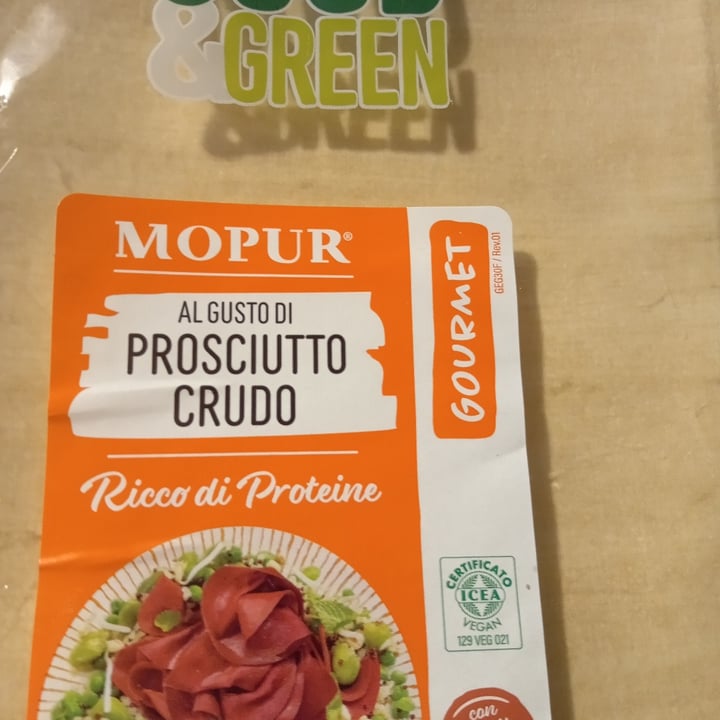 & GREEN
MOPUR®
AL GUSTO DI
PROSCIUTTO
CRUDO
Ricco di Proteine
GOURMET
GEG30F / Rev.01
CERTIFICATO
ICEA
VEGAN
129 VEG 021
con